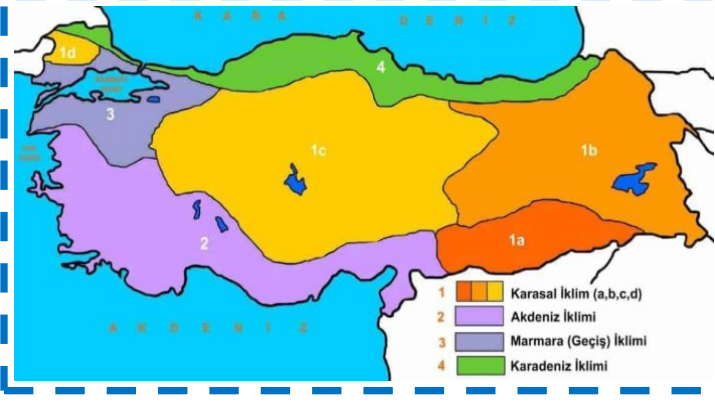 K A R A D E N İ Z
1d
4
3
1c
1b
2
1a
A K D E N İ Z
1 Karasal İklim (a,b,c,d)
2 Akdeniz İklimi
3 Marmara (Geçiş) İklimi
4 Karadeniz İklimi